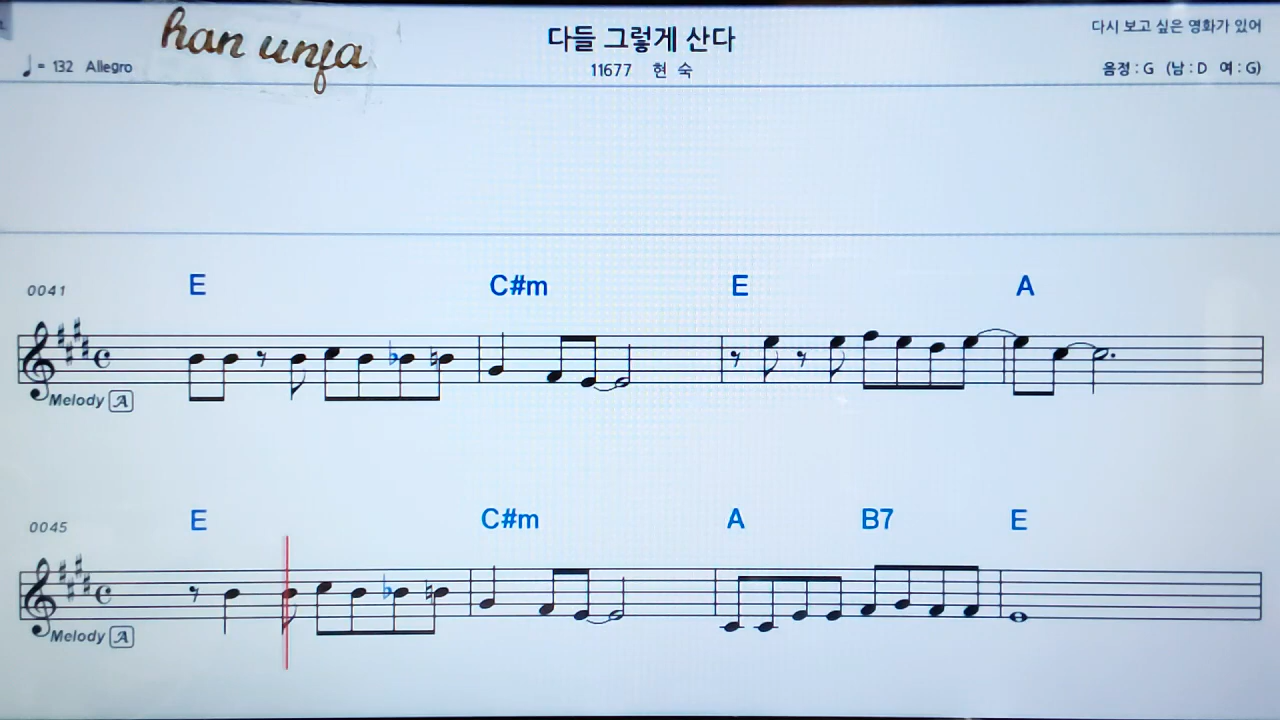 han unfa
다들 그렇게 산다
다시 보고 싶은 영화가 있어
♩= 132 Allegro
11677 현 숙
음정 : G (남 : D 여 : G)
0041 E C#m E A
Melody A
0045 E C#m A B7 E
Melody A